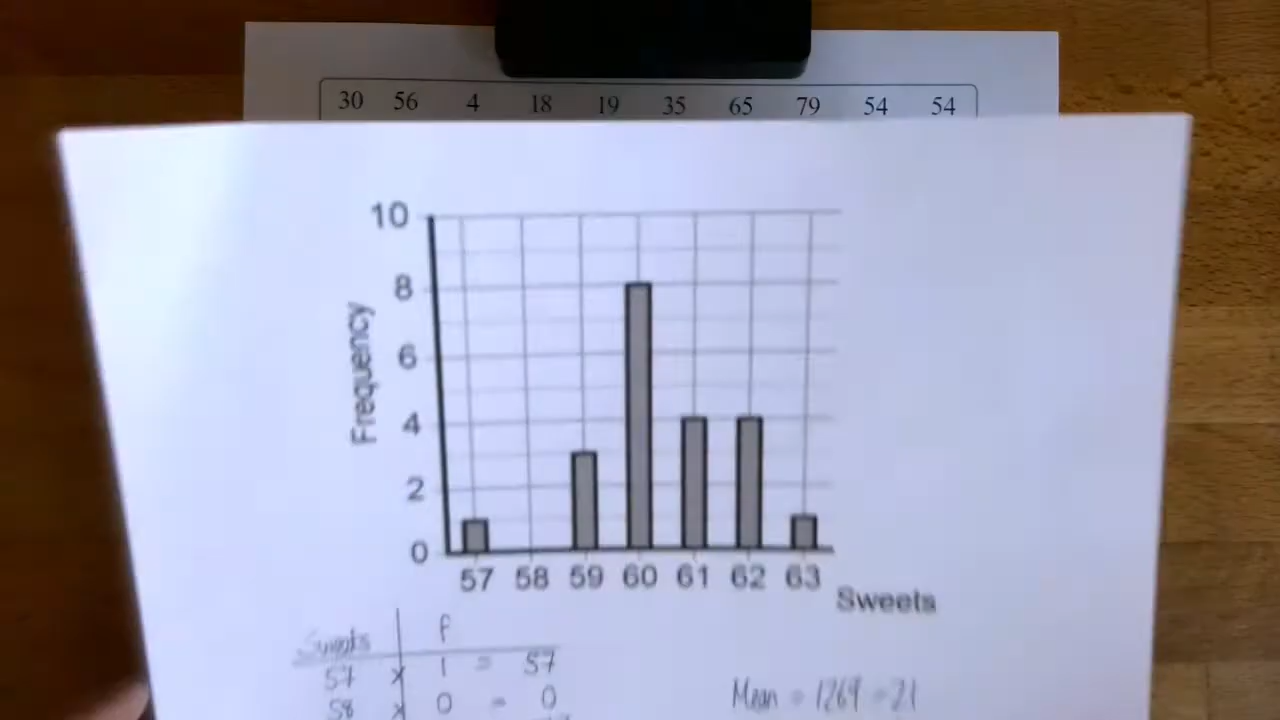 30 56 4 18 19 35 65 79 54 54
10
8
6
4
2
0
Frequency
57 58 59 60 61 62 63
Sweets
Sweets f
57 x 1 = 57
58 x 0 = 0
Mean = 1269 ÷ 21